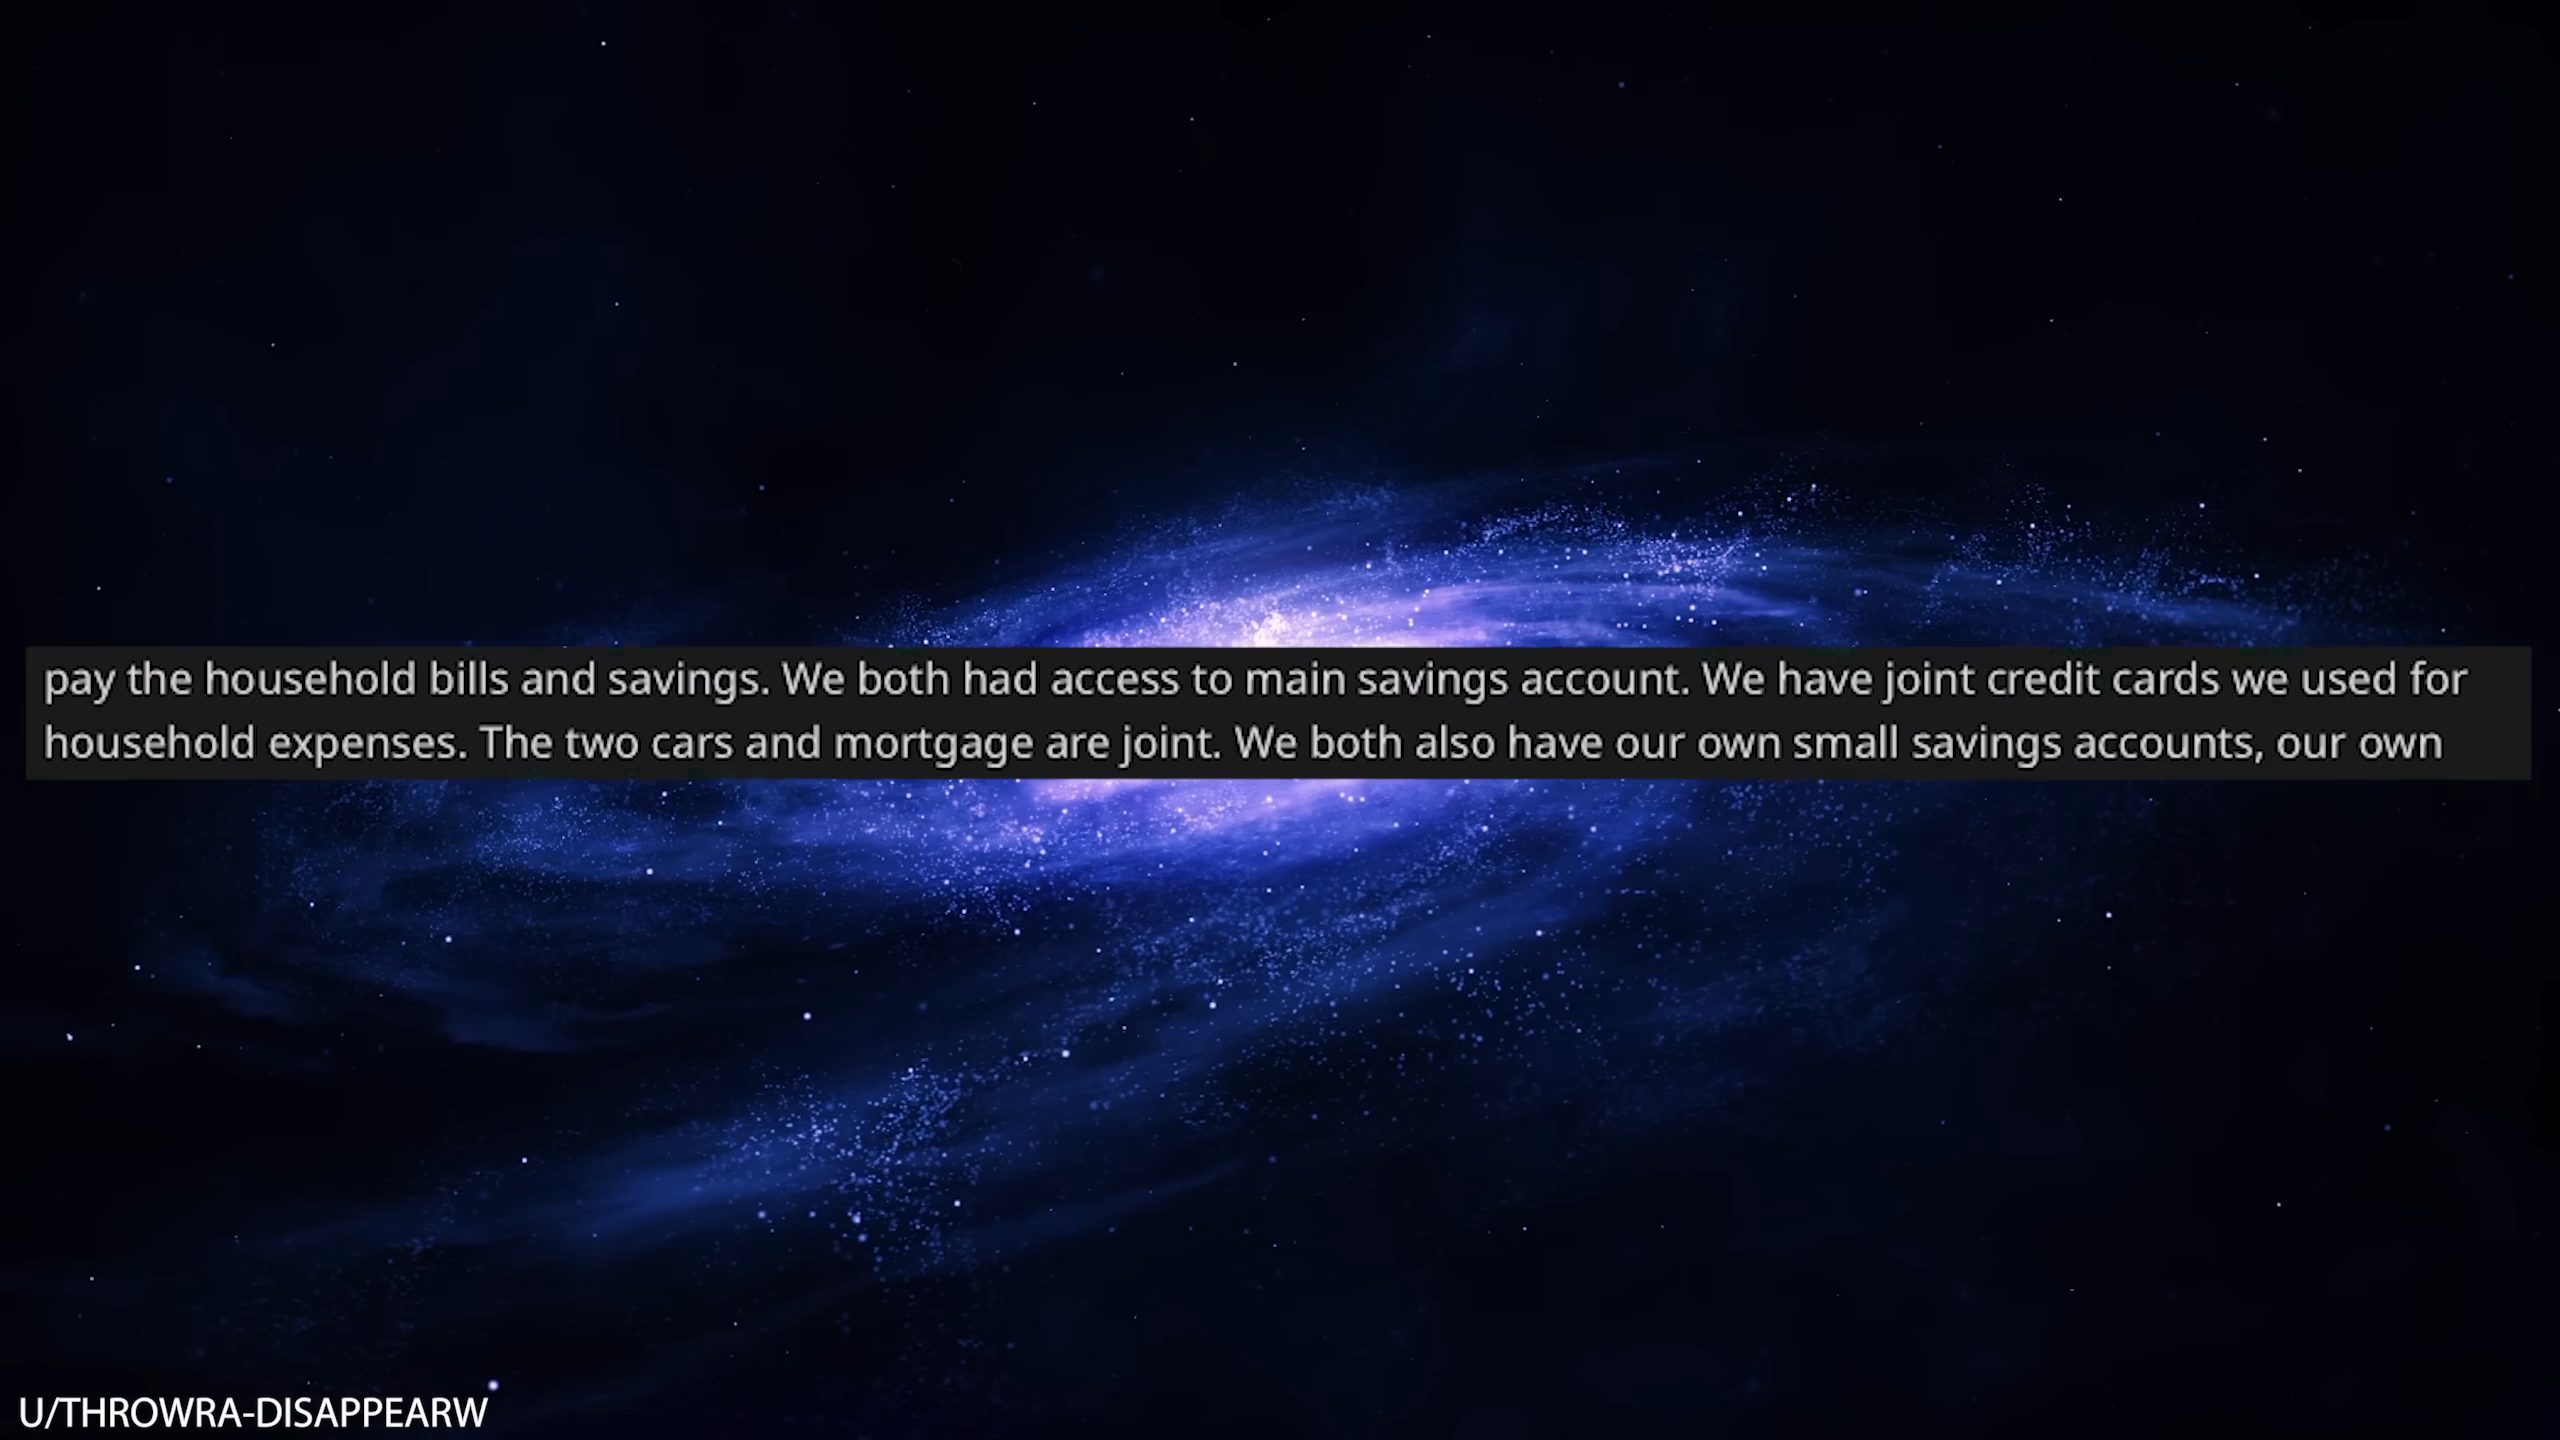 pay the household bills and savings. We both had access to main savings account. We have joint credit cards we used for
household expenses. The two cars and mortgage are joint. We both also have our own small savings accounts, our own
U/THROWRA-DISAPPEARW